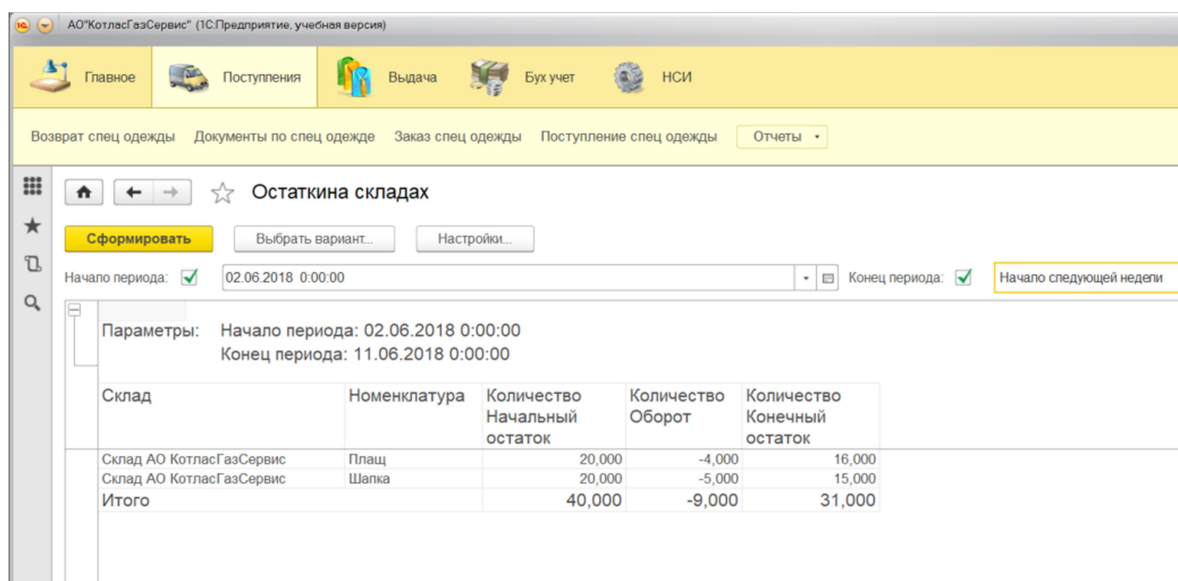 АО"КотласГазСервис" (1С:Предприятие, учебная версия)
Главное Поступления Выдача Бух учет НСИ
Возврат спец одежды Документы по спец одежде Заказ спец одежды Поступление спец одежды Отчеты
Остаткина складах
Сформировать Выбрать вариант... Настройки...
Начало периода: 02.06.2018 0:00:00 Конец периода: Начало следующей недели
Параметры: Начало периода: 02.06.2018 0:00:00
Конец периода: 11.06.2018 0:00:00
Склад Номенклатура Количество Количество Количество
Начальный Оборот Конечный
остаток остаток
Склад АО КотласГазСервис Плащ 20,000 -4,000 16,000
Склад АО КотласГазСервис Шапка 20,000 -5,000 15,000
Итого 40,000 -9,000 31,000